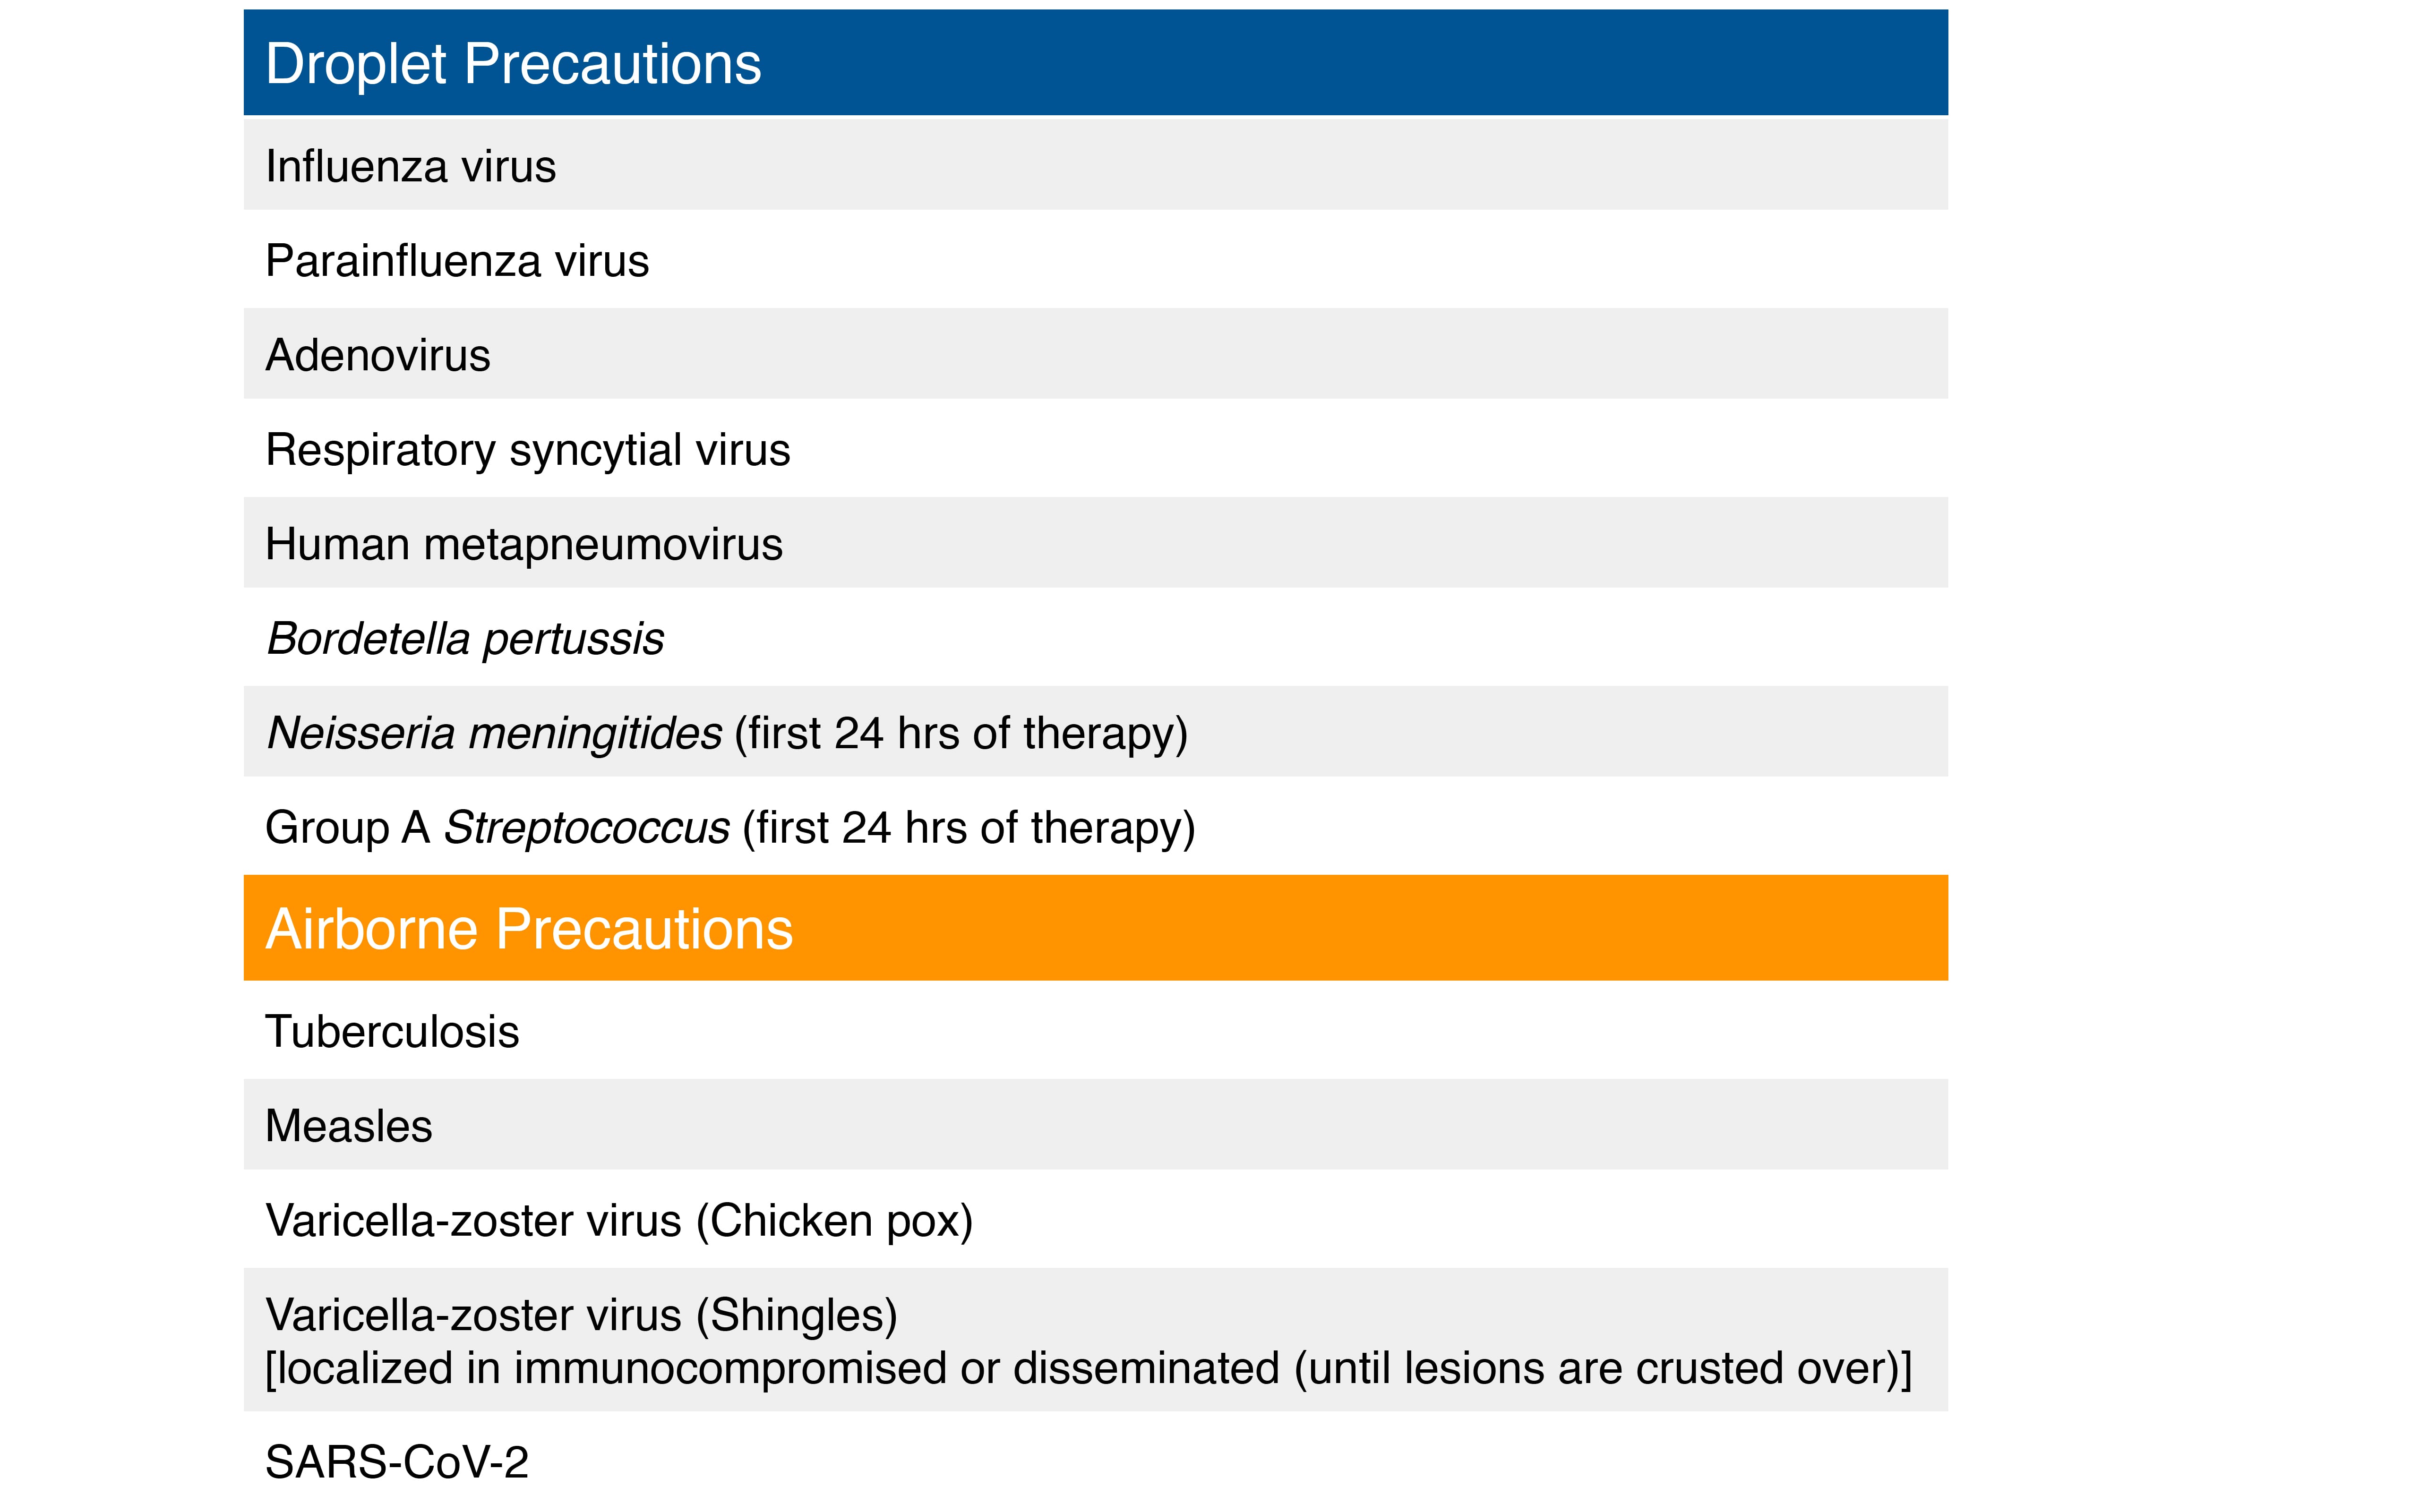 Droplet Precautions
Influenza virus
Parainfluenza virus
Adenovirus
Respiratory syncytial virus
Human metapneumovirus
Bordetella pertussis
Neisseria meningitides (first 24 hrs of therapy)
Group A Streptococcus (first 24 hrs of therapy)
Airborne Precautions
Tuberculosis
Measles
Varicella-zoster virus (Chicken pox)
Varicella-zoster virus (Shingles)
[localized in immunocompromised or disseminated (until lesions are crusted over)]
SARS-CoV-2